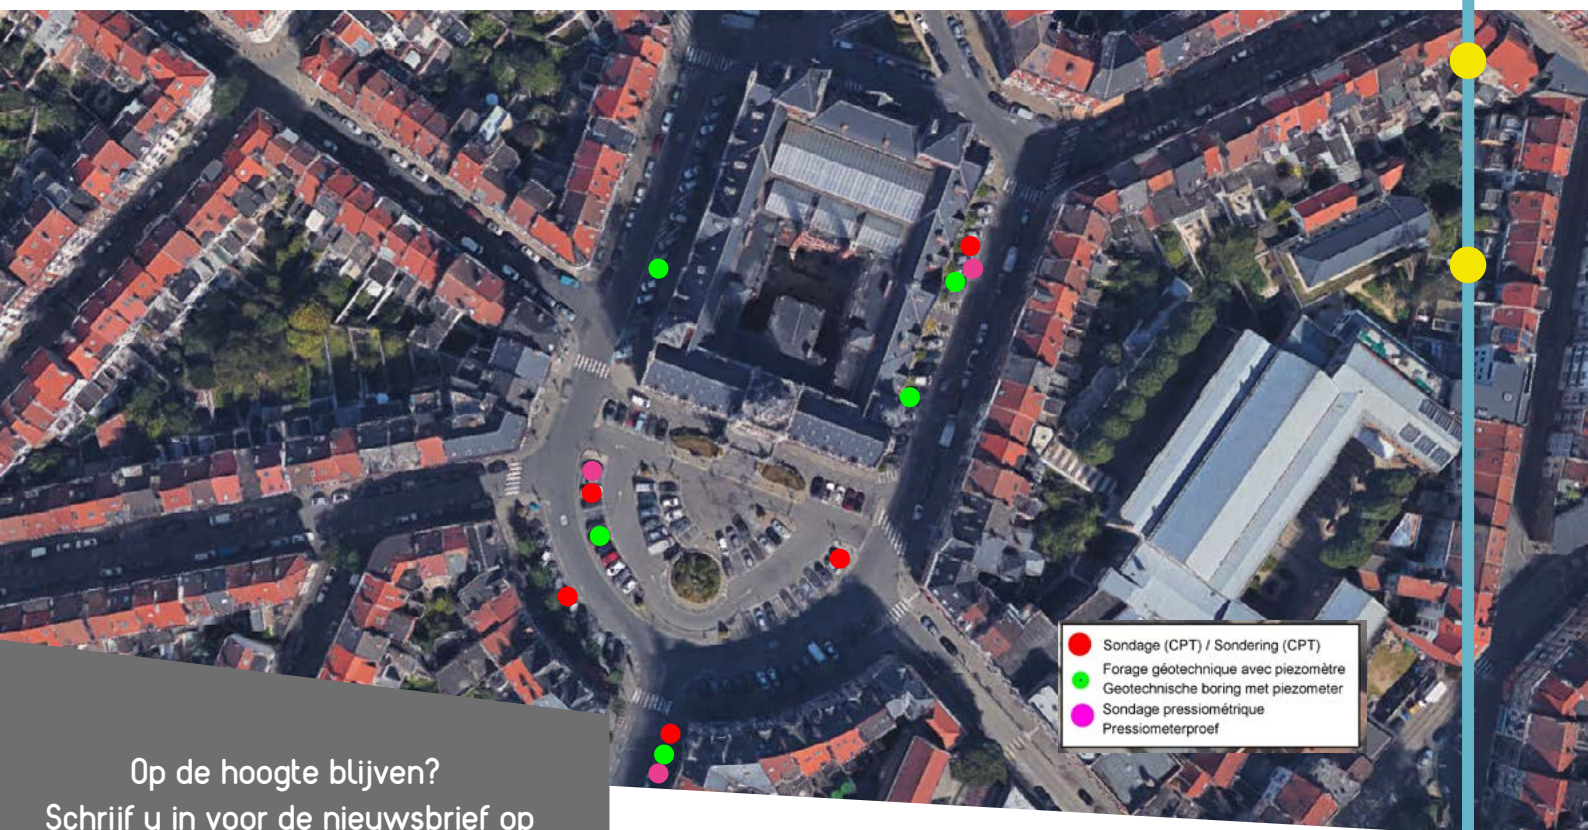 Sondage (CPT) / Sondering (CPT)
Forage géotechnique avec piezomètre
Geotechnische boring met piezometer
Sondage pressiométrique
Pressiometerproef
Op de hoogte blijven?
Schrijf u in voor de nieuwsbrief op